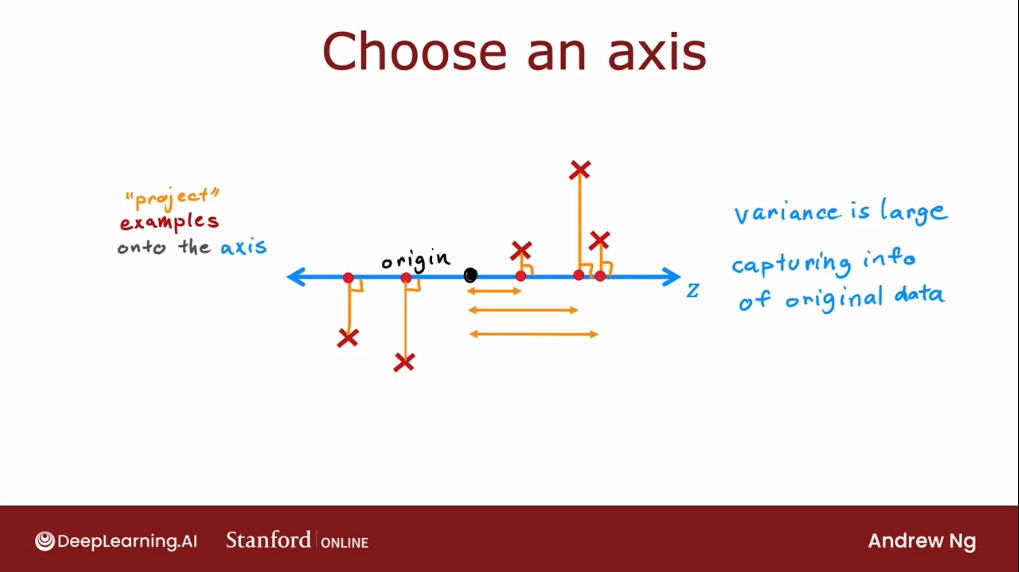 Choose an axis
"project"
examples
onto the axis
origin
z
variance is large
capturing info
of original data
DeepLearning.AI
Stanford | ONLINE
Andrew Ng